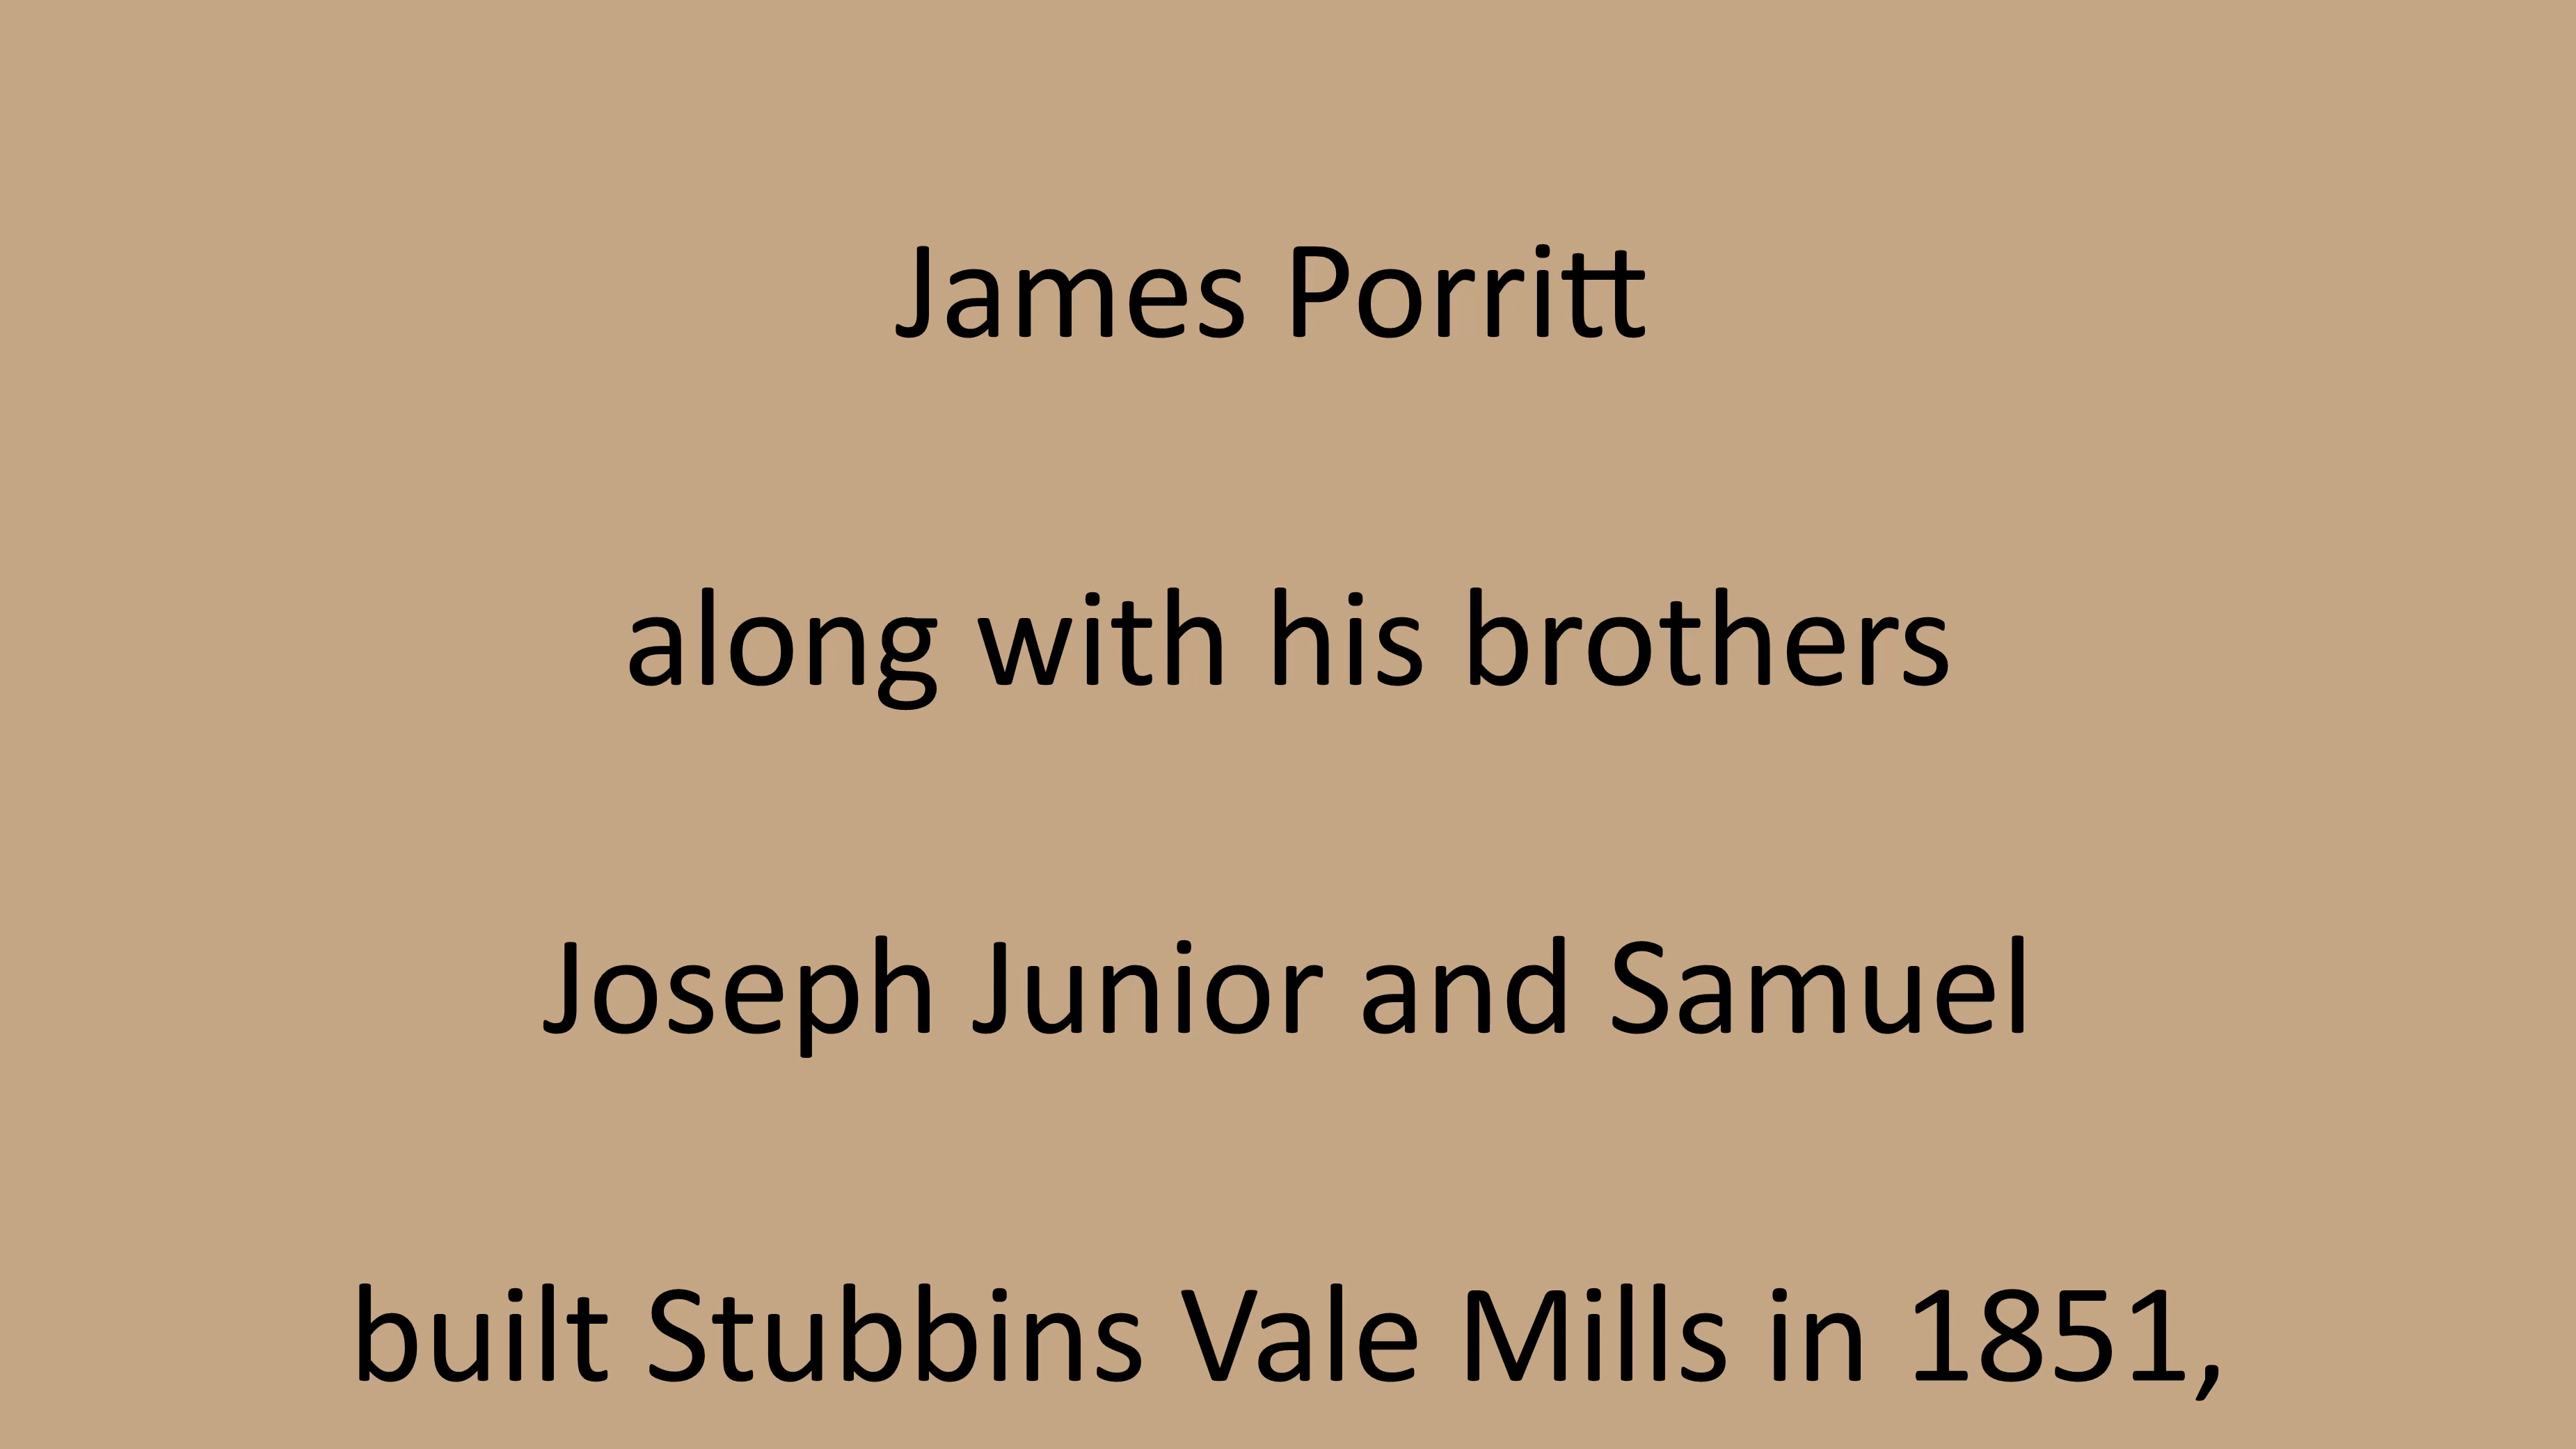 James Porritt
along with his brothers
Joseph Junior and Samuel
built Stubbins Vale Mills in 1851,